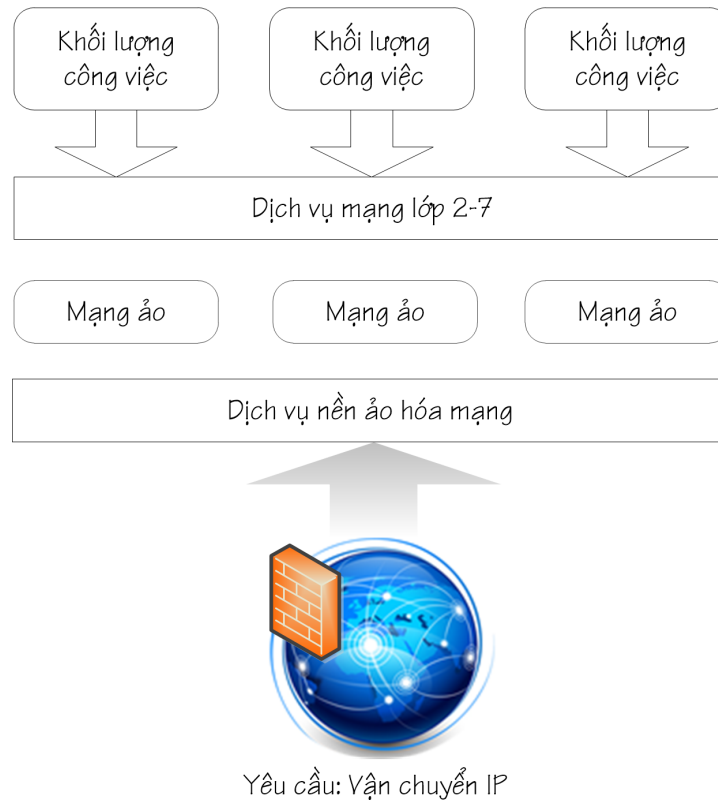 Khối lượng
công việc
Khối lượng
công việc
Khối lượng
công việc
Dịch vụ mạng lớp 2-7
Mạng ảo
Mạng ảo
Mạng ảo
Dịch vụ nền ảo hóa mạng
Yêu cầu: Vận chuyển IP